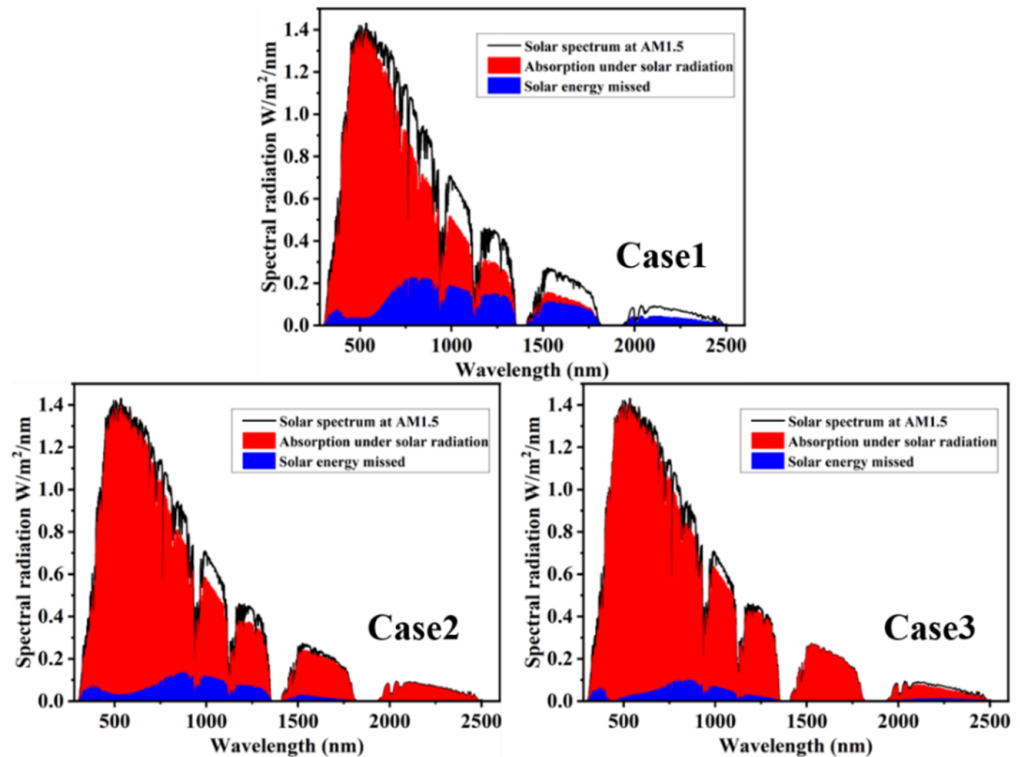 Spectral radiation W/m²/nm
1.4
1.2
1.0
0.8
0.6
0.4
0.2
0.0
Solar spectrum at AM1.5
Absorption under solar radiation
Solar energy missed
Case1
500 1000 1500 2000 2500
Wavelength (nm)
Spectral radiation W/m²/nm
1.4
1.2
1.0
0.8
0.6
0.4
0.2
0.0
Solar spectrum at AM1.5
Absorption under solar radiation
Solar energy missed
Case2
500 1000 1500 2000 2500
Wavelength (nm)
Spectral radiation W/m²/nm
1.4
1.2
1.0
0.8
0.6
0.4
0.2
0.0
Solar spectrum at AM1.5
Absorption under solar radiation
Solar energy missed
Case3
500 1000 1500 2000 2500
Wavelength (nm)